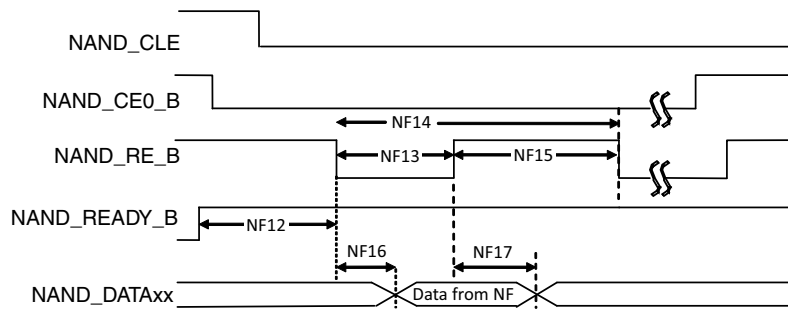 NAND_CLE
NAND_CE0_B
NF14
NAND_RE_B
NF13
NF15
NAND_READY_B
NF12
NF16
NF17
NAND_DATAxx
Data from NF